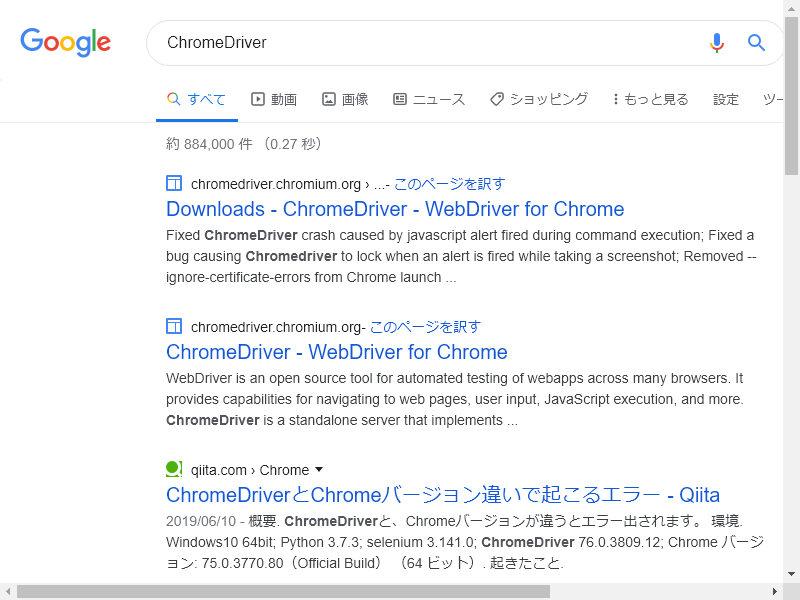 Google
ChromeDriver
すべて 動画 画像 ニュース ショッピング もっと見る 設定 ツー
約 884,000 件 （0.27 秒）
chromedriver.chromium.org › ...- このページを訳す
Downloads - ChromeDriver - WebDriver for Chrome
Fixed ChromeDriver crash caused by javascript alert fired during command execution; Fixed a
bug causing Chromedriver to lock when an alert is fired while taking a screenshot; Removed --
ignore-certificate-errors from Chrome launch ...
chromedriver.chromium.org- このページを訳す
ChromeDriver - WebDriver for Chrome
WebDriver is an open source tool for automated testing of webapps across many browsers. It
provides capabilities for navigating to web pages, user input, JavaScript execution, and more.
ChromeDriver is a standalone server that implements ...
qiita.com › Chrome
ChromeDriverとChromeバージョン違いで起こるエラー - Qiita
2019/06/10 - 概要. ChromeDriverと、Chromeバージョンが違うとエラー出されます。 環境.
Windows10 64bit; Python 3.7.3; selenium 3.141.0; ChromeDriver 76.0.3809.12; Chrome バージ
ョン: 75.0.3770.80（Official Build） （64 ビット）. 起きたこと.